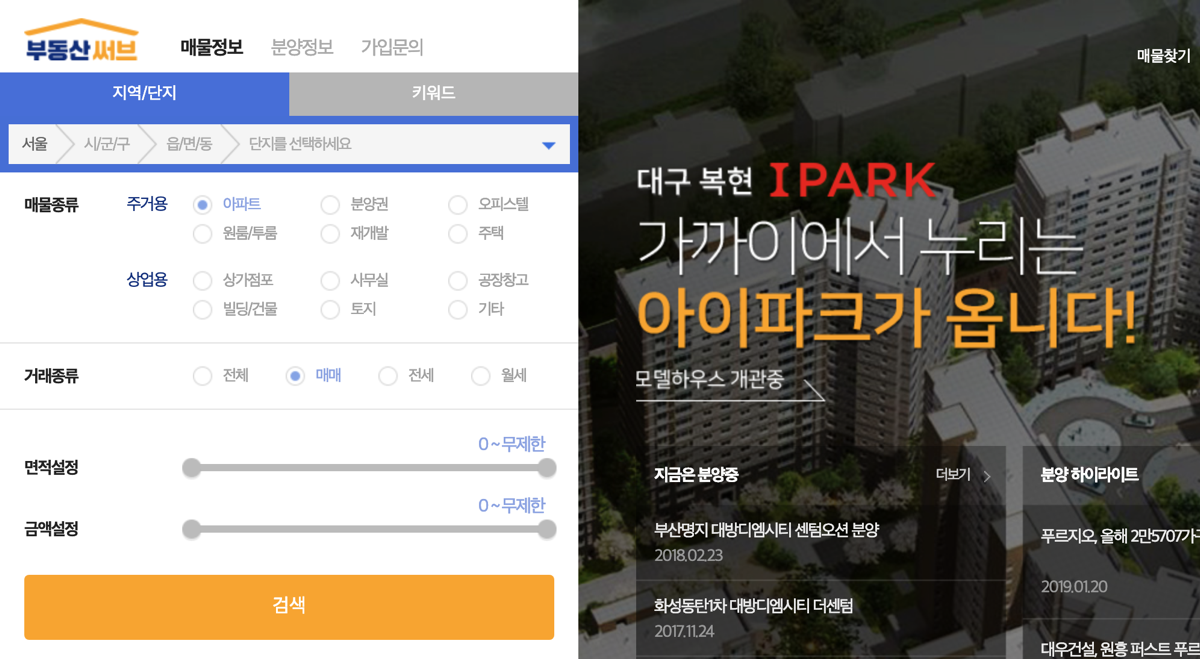 부동산써브
매물정보 분양정보 가입문의
지역/단지 키워드
서울 시/군/구 읍/면/동 단지를 선택하세요
매물종류 주거용 아파트 분양권 오피스텔
원룸/투룸 재개발 주택
상업용 상가점포 사무실 공장창고
빌딩/건물 토지 기타
거래종류 전체 매매 전세 월세
0 ~ 무제한
면적설정
0 ~ 무제한
금액설정
검색
매물찾기
대구 복현 IPARK
가까이에서 누리는
아이파크가 옵니다!
모델하우스 개관중
지금은 분양중 더보기
부산명지 대방디엠시티 센텀오션 분양
2018.02.23
화성동탄1차 대방디엠시티 더센텀
2017.11.24
분양 하이라이트
푸르지오, 올해 2만5707가
2019.01.20
대우건설, 원흥 퍼스트 푸르